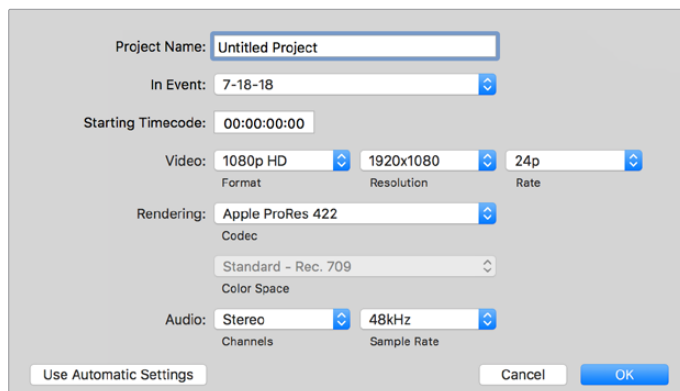 Project Name: Untitled Project
In Event: 7-18-18
Starting Timecode: 00:00:00:00
Video: 1080p HD 1920x1080 24p
Format Resolution Rate
Rendering: Apple ProRes 422
Codec
Standard - Rec. 709
Color Space
Audio: Stereo 48kHz
Channels Sample Rate
Use Automatic Settings Cancel OK